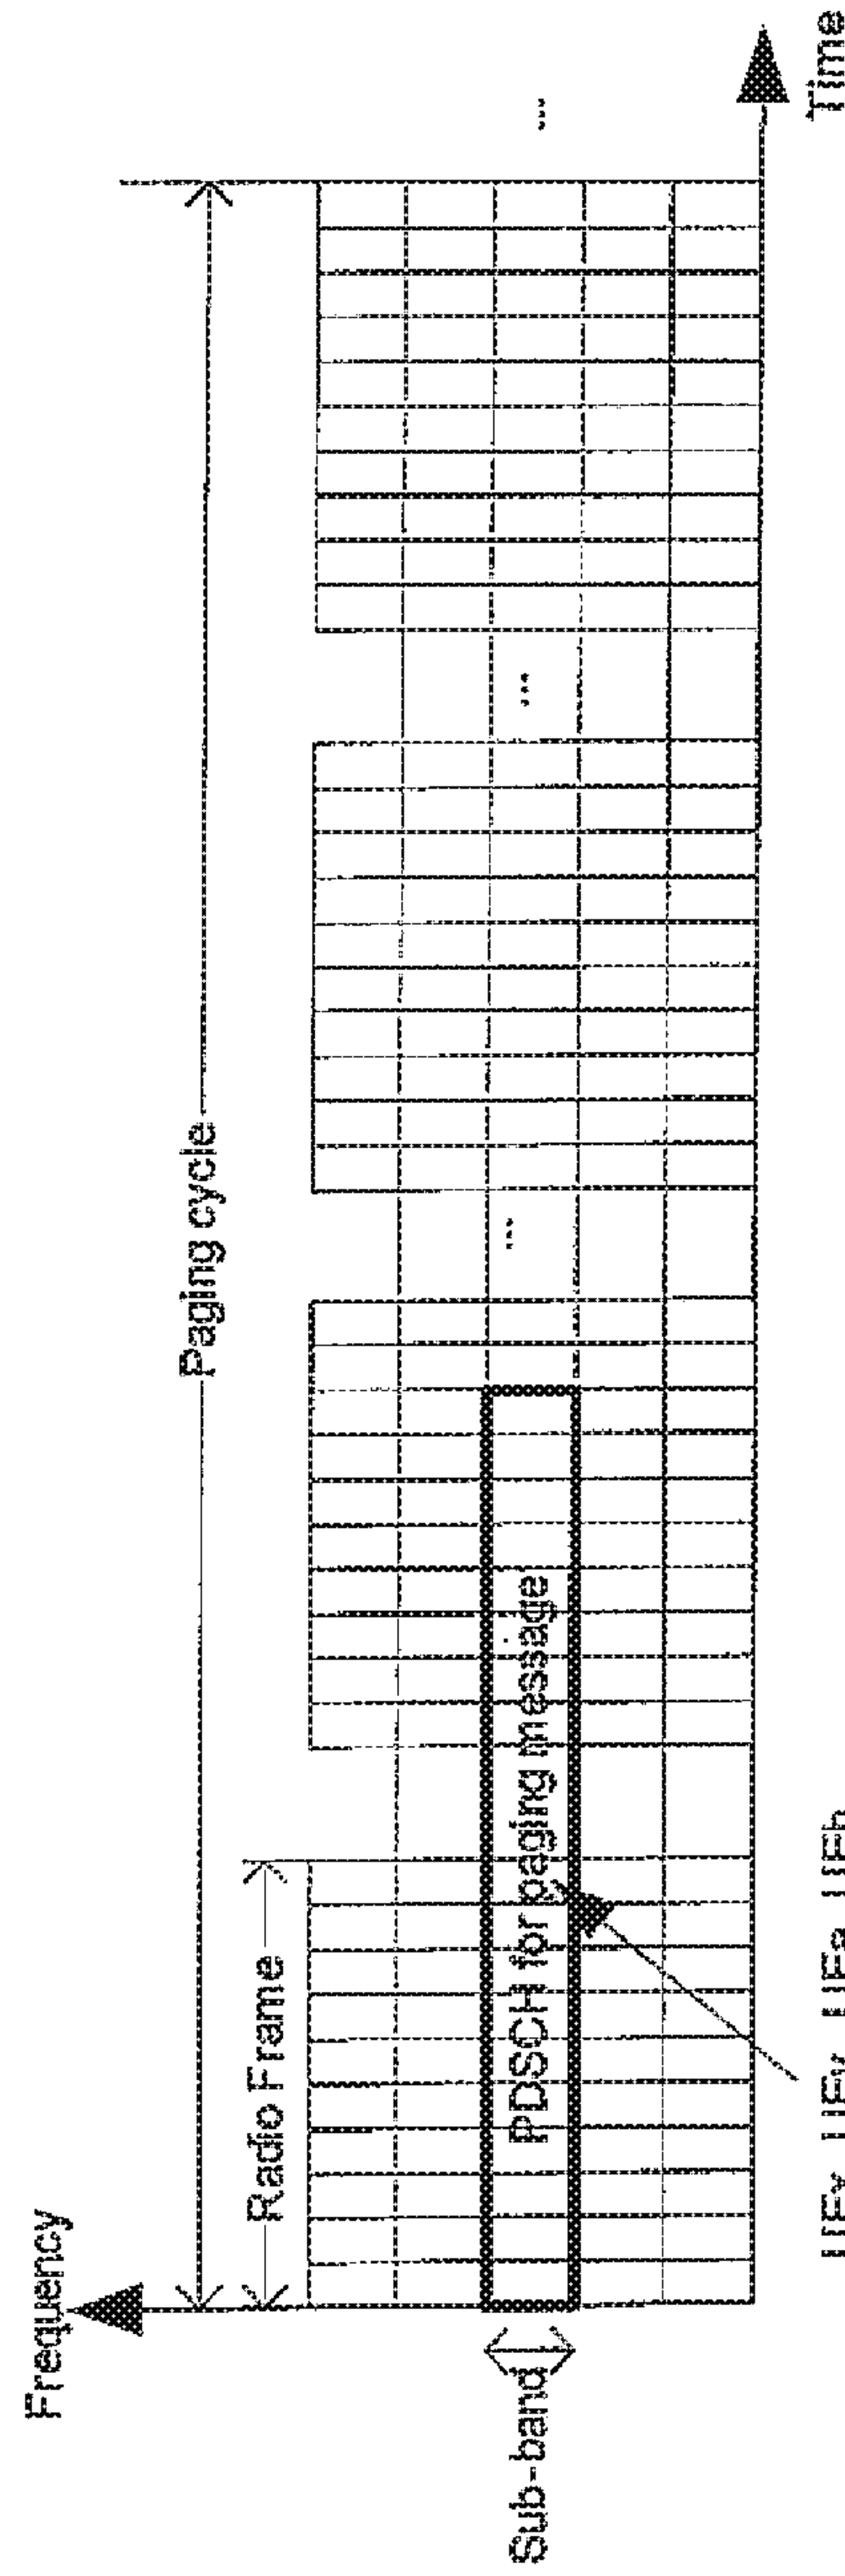 Frequency
Paging cycle
Radio Frame
...
...
...
Sub-band
PDSCH for paging message
Time